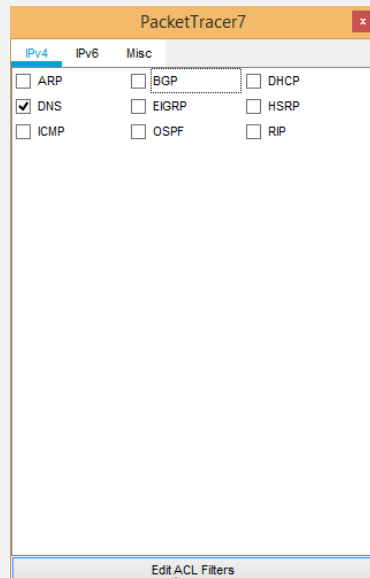 PacketTracer7
x
IPv4 IPv6 Misc
ARP BGP DHCP
DNS EIGRP HSRP
ICMP OSPF RIP
Edit ACL Filters